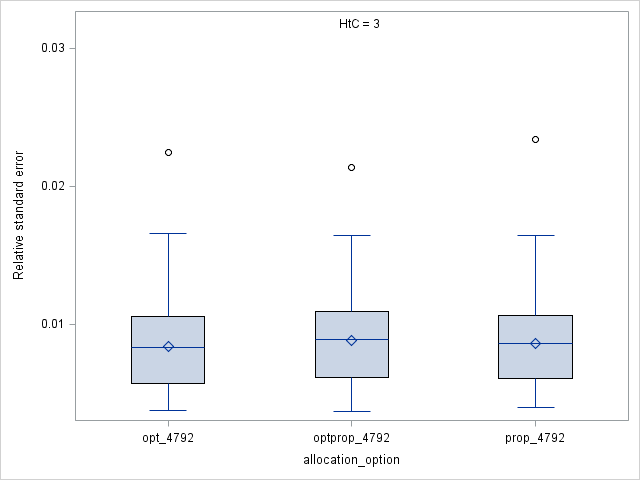 HtC = 3
0.03
0.02
0.01
Relative standard error
opt_4792
optprop_4792
prop_4792
allocation_option